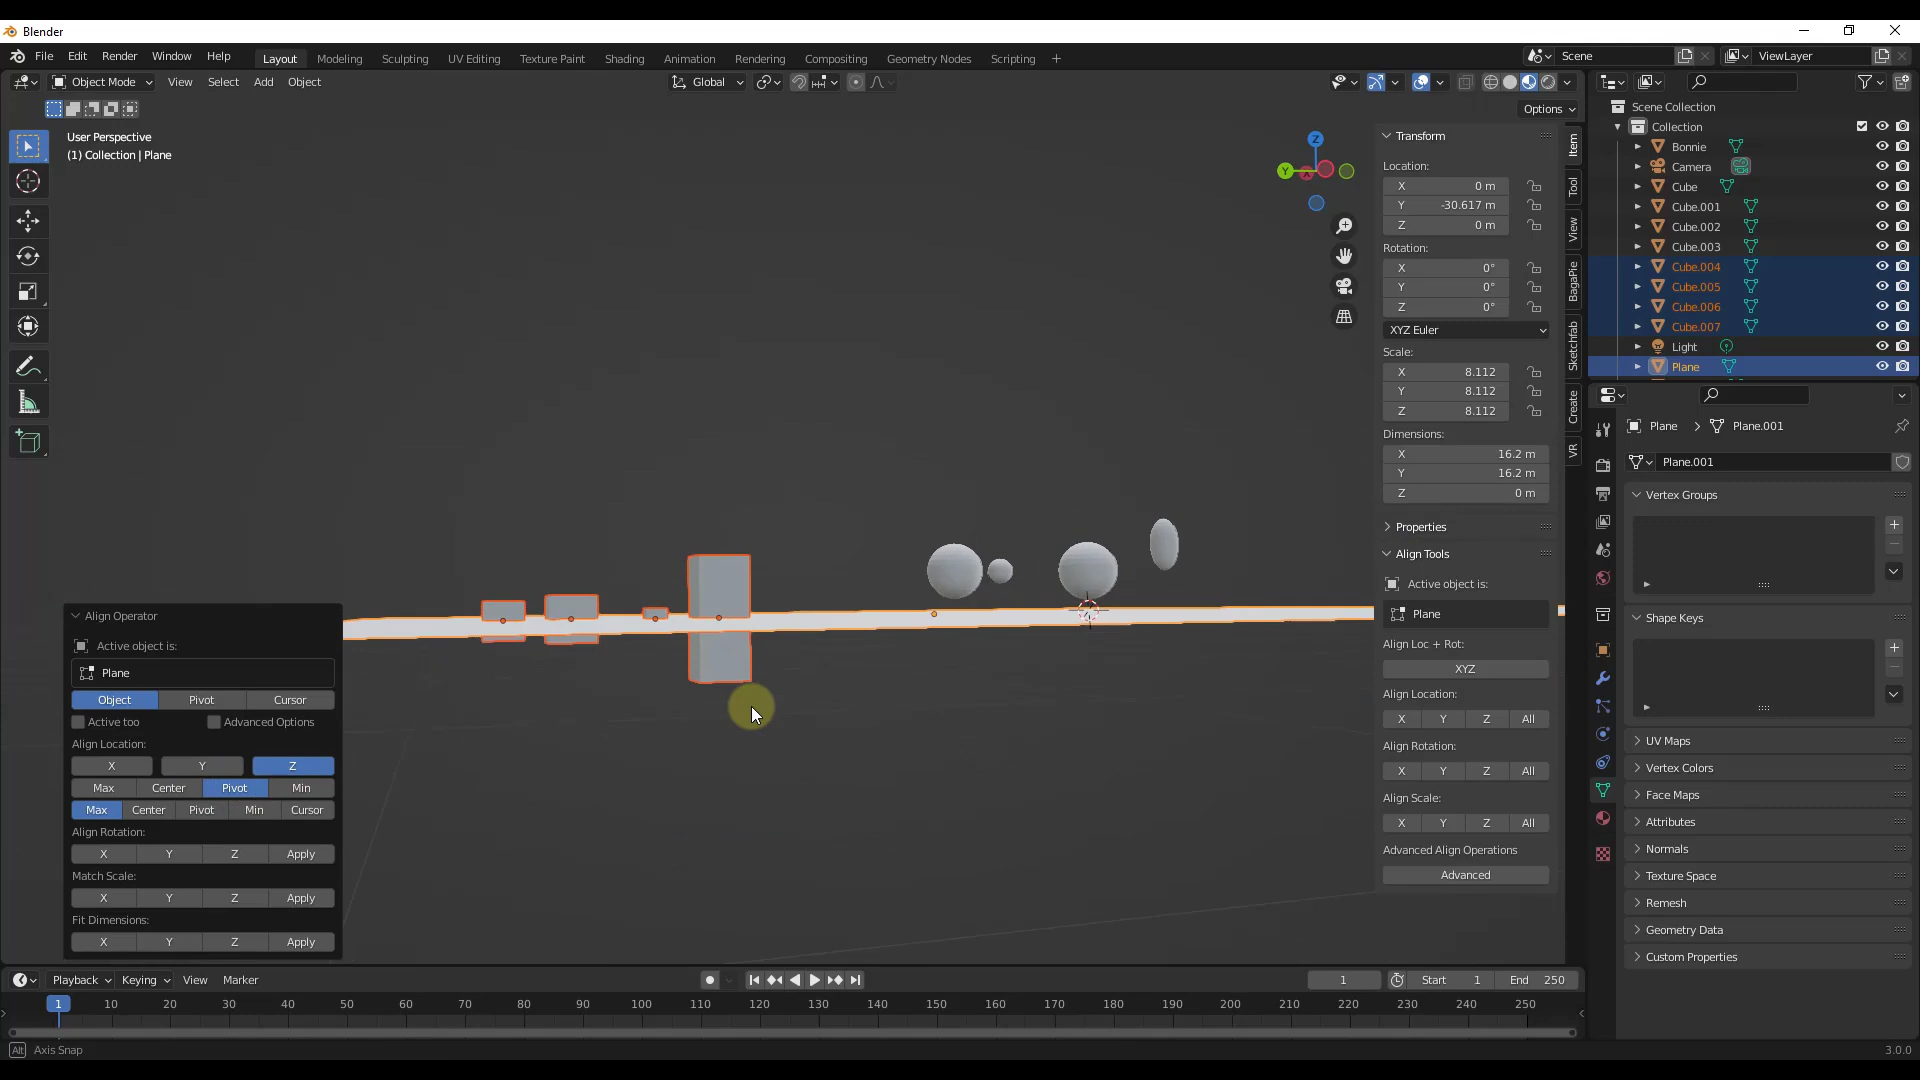 Blender
File Edit Render Window Help Layout Modeling Sculpting UV Editing Texture Paint Shading Animation Rendering Compositing Geometry Nodes Scripting + Scene ViewLayer
Object Mode View Select Add Object Global
Options
User Perspective
(1) Collection | Plane
Z
Y
X
Transform
Location:
X 0 m
Y -30.617 m
Z 0 m
Rotation:
X 0°
Y 0°
Z 0°
XYZ Euler
Scale:
X 8.112
Y 8.112
Z 8.112
Dimensions:
X 16.2 m
Y 16.2 m
Z 0 m
Properties
Align Tools
Active object is:
Plane
Align Loc + Rot:
XYZ
Align Location:
X Y Z All
Align Rotation:
X Y Z All
Align Scale:
X Y Z All
Advanced Align Operations
Advanced
Item
Tool
View
BagaPie
Sketchfab
Create
VR
Scene Collection
Collection
Bonnie
Camera
Cube
Cube.001
Cube.002
Cube.003
Cube.004
Cube.005
Cube.006
Cube.007
Light
Plane
Plane > Plane.001
Plane.001
Vertex Groups
Shape Keys
UV Maps
Vertex Colors
Face Maps
Attributes
Normals
Texture Space
Remesh
Geometry Data
Custom Properties
Align Operator
Active object is:
Plane
Object Pivot Cursor
Active too Advanced Options
Align Location:
X Y Z
Max Center Pivot Min
Max Center Pivot Min Cursor
Align Rotation:
X Y Z Apply
Match Scale:
X Y Z Apply
Fit Dimensions:
X Y Z Apply
Playback Keying View Marker 1 Start 1 End 250
1 10 20 30 40 50 60 70 80 90 100 110 120 130 140 150 160 170 180 190 200 210 220 230 240 250
Alt Axis Snap 3.0.0